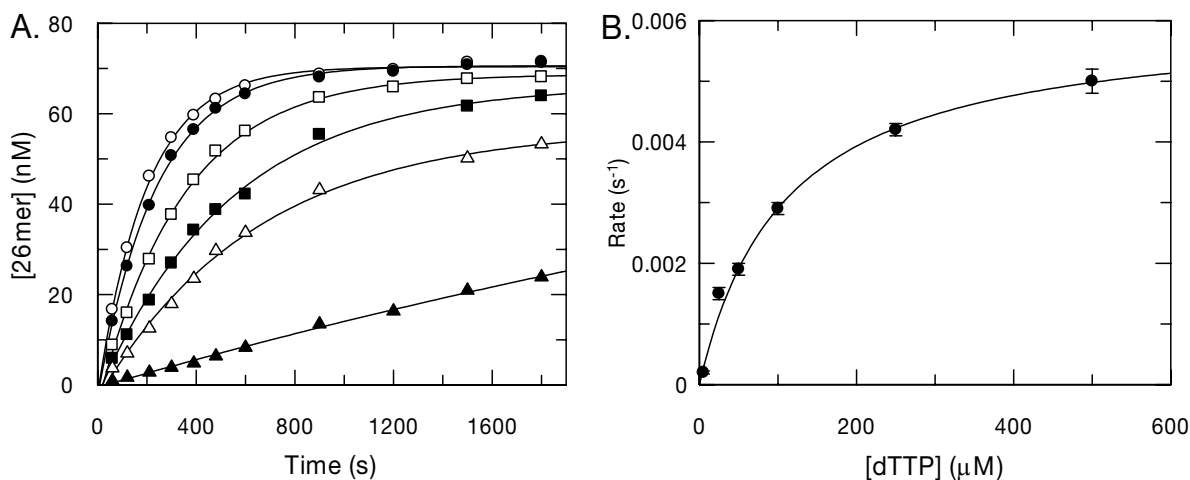 A.
80
60
40
20
0
[26mer] (nM)
0 400 800 1200 1600
Time (s)
B.
0.006
0.004
0.002
0
Rate (s⁻¹)
0 200 400 600
[dTTP] (μM)